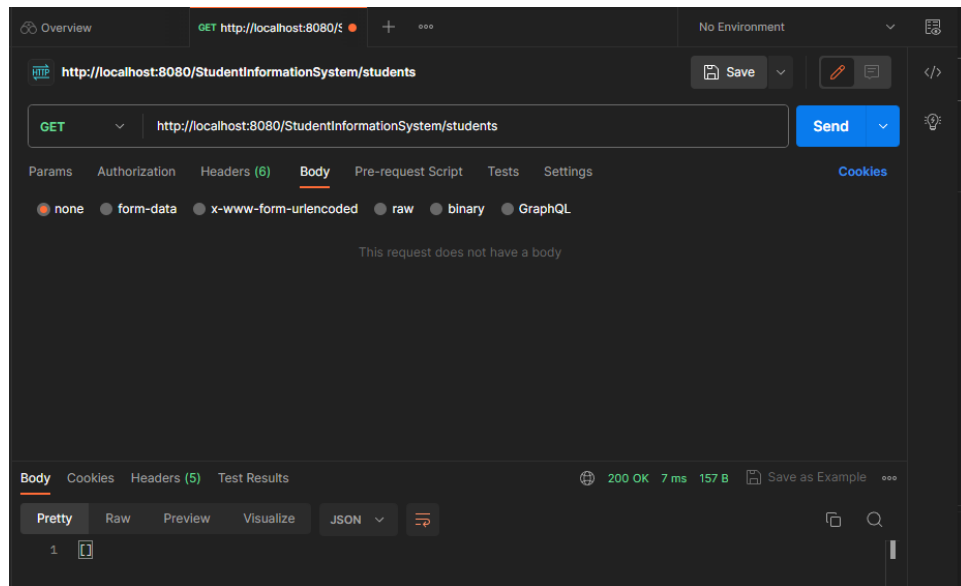 Overview GET http://localhost:8080/S No Environment
HTTP http://localhost:8080/StudentInformationSystem/students Save </>
GET http://localhost:8080/StudentInformationSystem/students Send
Params Authorization Headers (6) Body Pre-request Script Tests Settings Cookies
none form-data x-www-form-urlencoded raw binary GraphQL
This request does not have a body
Body Cookies Headers (5) Test Results 200 OK 7 ms 157 B Save as Example
Pretty Raw Preview Visualize JSON
1 []